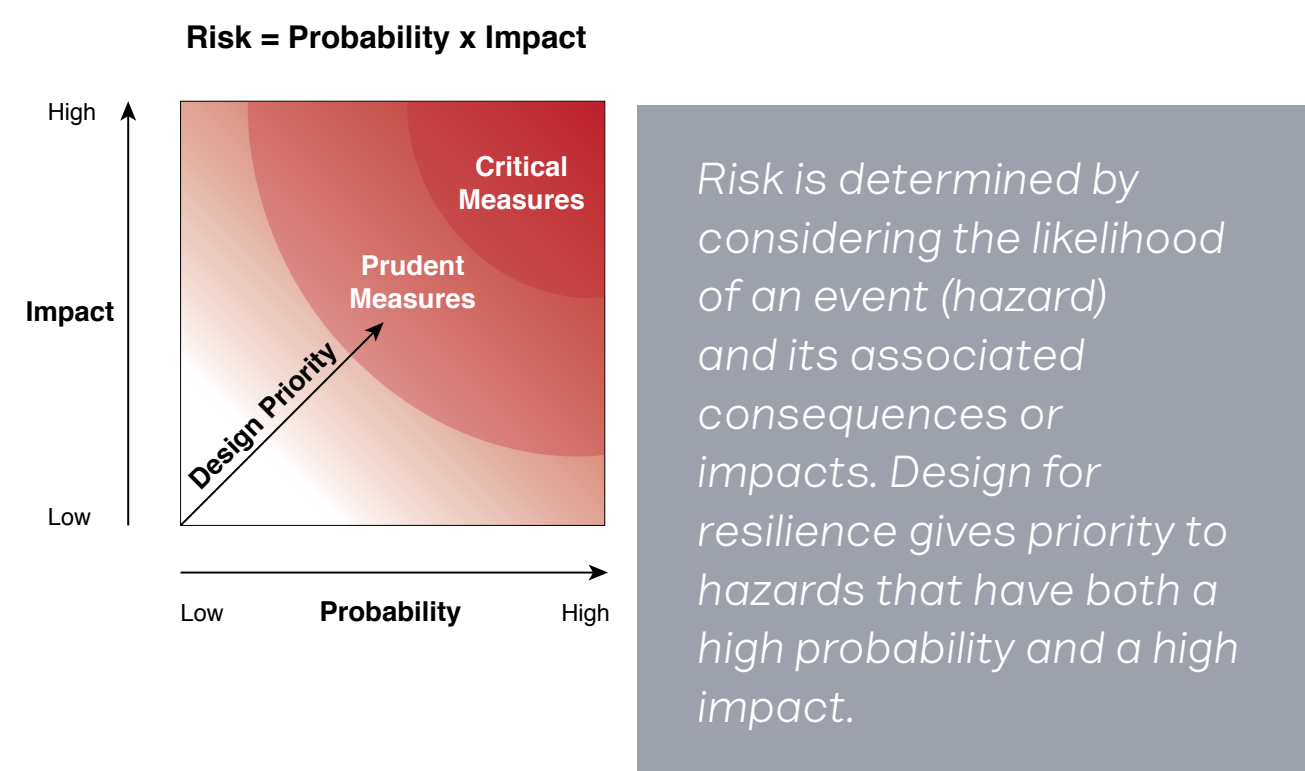 Risk = Probability x Impact
High
Critical
Measures
Prudent
Measures
Impact
Design Priority
Low
Low
Probability
High
Risk is determined by
considering the likelihood
of an event (hazard)
and its associated
consequences or
impacts. Design for
resilience gives priority to
hazards that have both a
high probability and a high
impact.